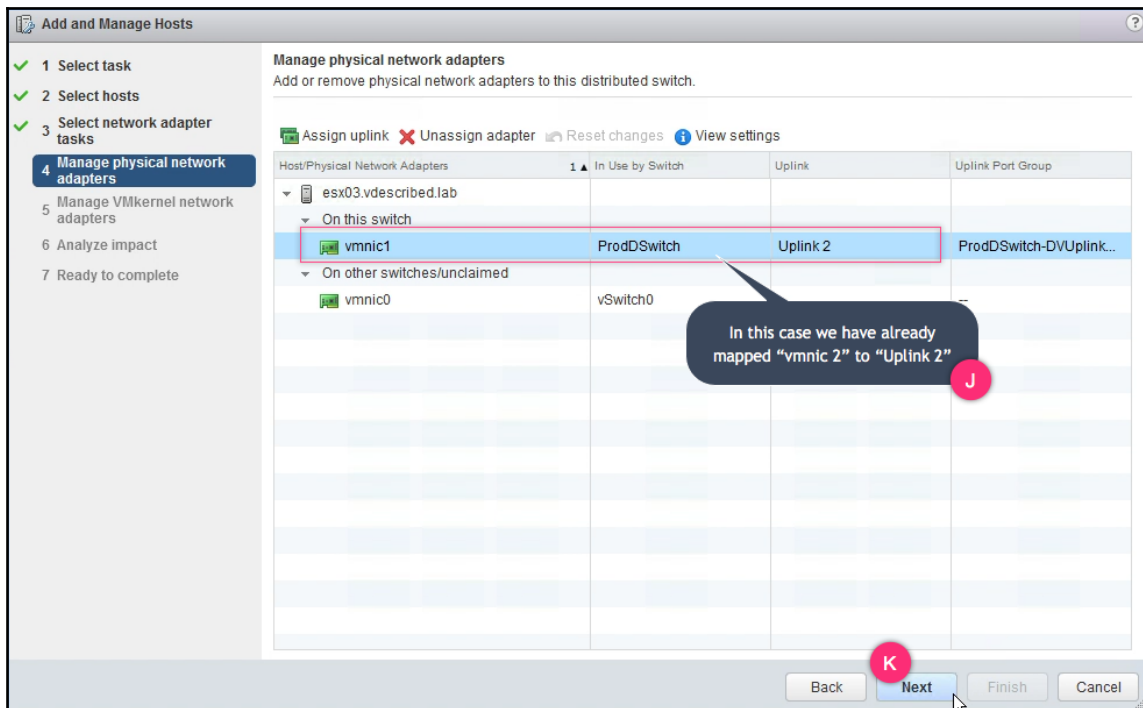 Add and Manage Hosts
?
1 Select task
2 Select hosts
3 Select network adapter
tasks
4 Manage physical network
adapters
5 Manage VMkernel network
adapters
6 Analyze impact
7 Ready to complete
Manage physical network adapters
Add or remove physical network adapters to this distributed switch.
Assign uplink Unassign adapter Reset changes View settings
Host/Physical Network Adapters 1 ▲ In Use by Switch Uplink Uplink Port Group
esx03.vdescribed.lab
On this switch
vmnic1 ProdDSwitch Uplink 2 ProdDSwitch-DVUplink...
On other switches/unclaimed
vmnic0 vSwitch0 --
In this case we have already
mapped “vmnic 2” to “Uplink 2”
J
K
Back Next Finish Cancel